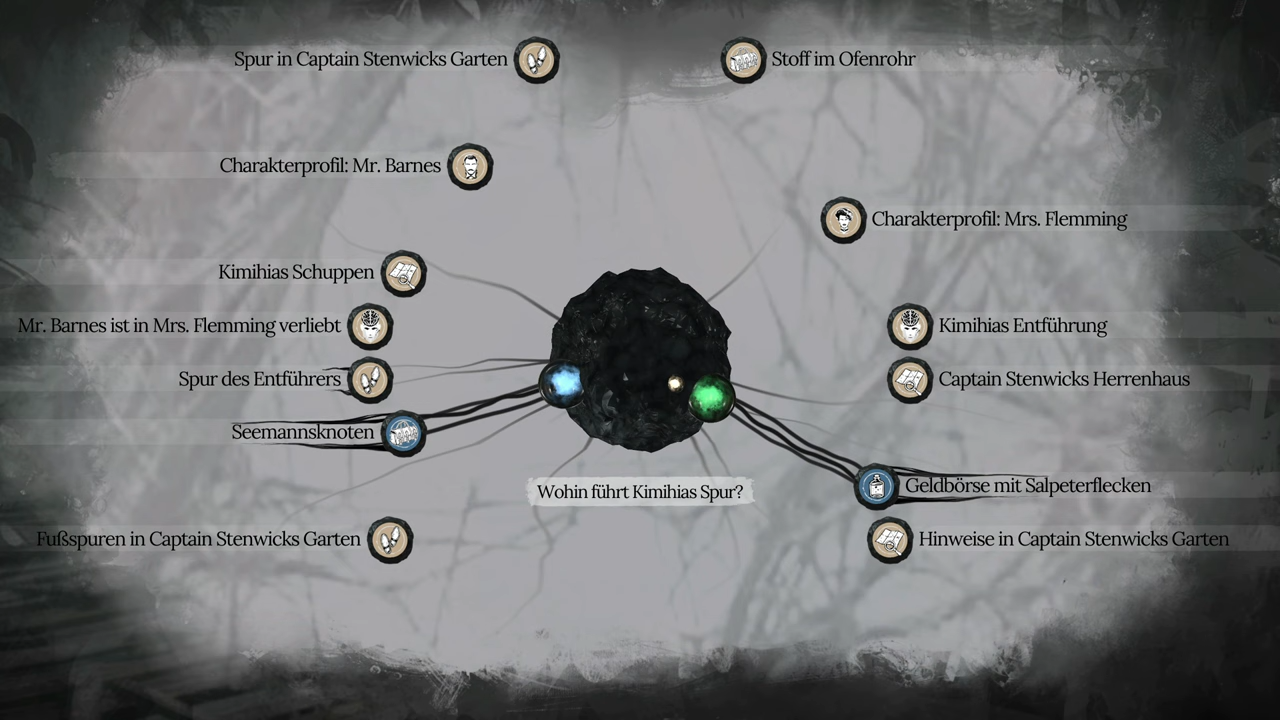 Spur in Captain Stenwicks Garten
Stoff im Ofenrohr
Charakterprofil: Mr. Barnes
Charakterprofil: Mrs. Flemming
Kimihias Schuppen
Mr. Barnes ist in Mrs. Flemming verliebt
Kimihias Entführung
Spur des Entführers
Captain Stenwicks Herrenhaus
Seemannsknoten
Geldbörse mit Salpeterflecken
Wohin führt Kimihias Spur?
Fußspuren in Captain Stenwicks Garten
Hinweise in Captain Stenwicks Garten